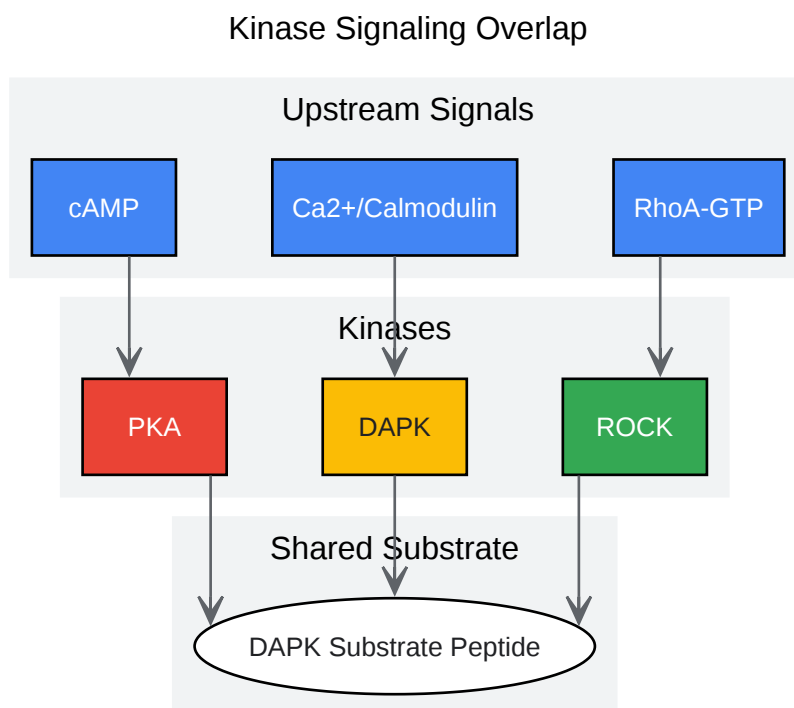 Kinase Signaling Overlap
Upstream Signals
cAMP
Ca2+/Calmodulin
RhoA-GTP
Kinases
PKA
DAPK
ROCK
Shared Substrate
DAPK Substrate Peptide